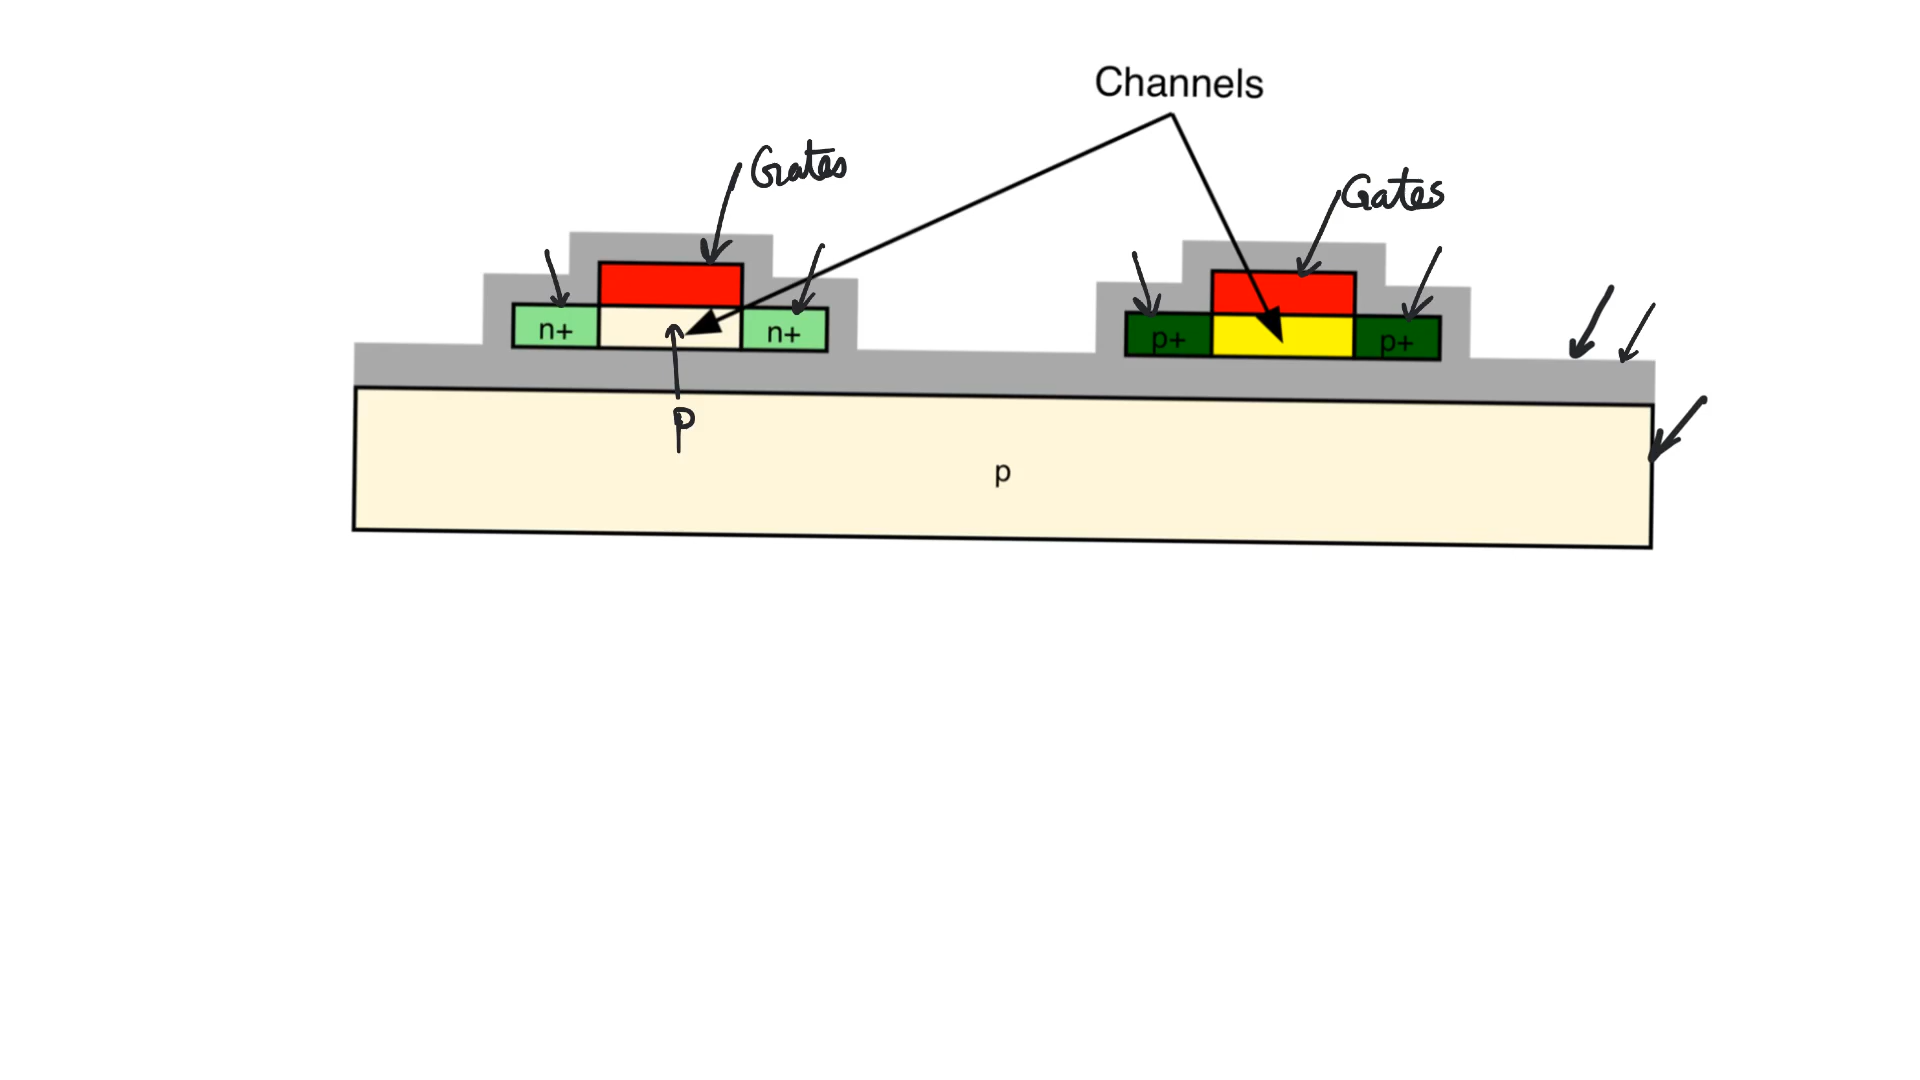 Channels
Gates
Gates
n+
n+
p+
p+
P
p